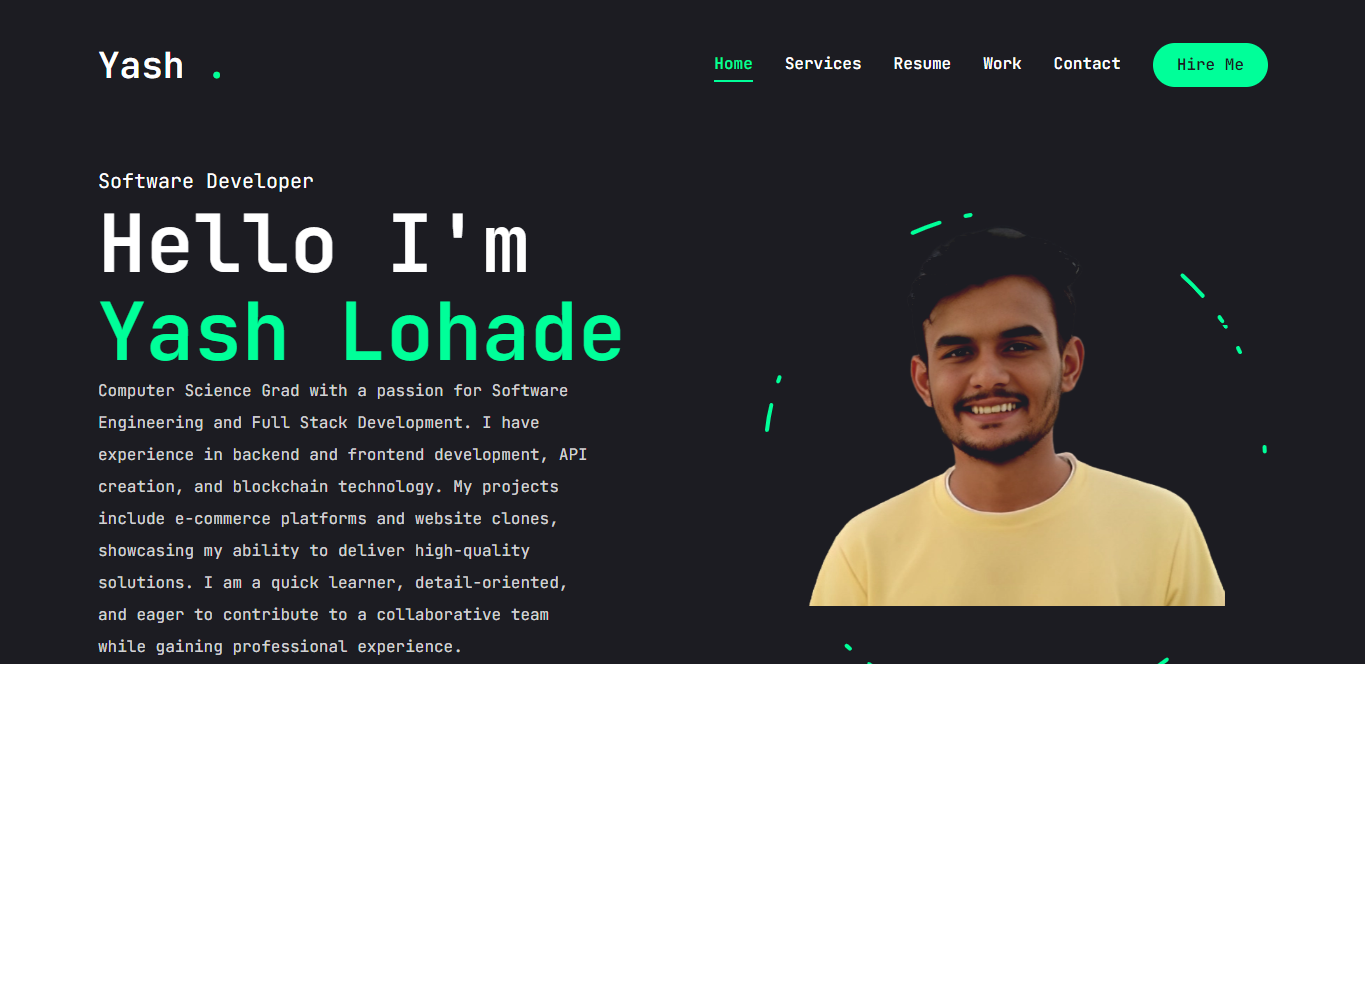 Yash .
Home Services Resume Work Contact Hire Me
Software Developer
Hello I'm
Yash Lohade
Computer Science Grad with a passion for Software
Engineering and Full Stack Development. I have
experience in backend and frontend development, API
creation, and blockchain technology. My projects
include e-commerce platforms and website clones,
showcasing my ability to deliver high-quality
solutions. I am a quick learner, detail-oriented,
and eager to contribute to a collaborative team
while gaining professional experience.